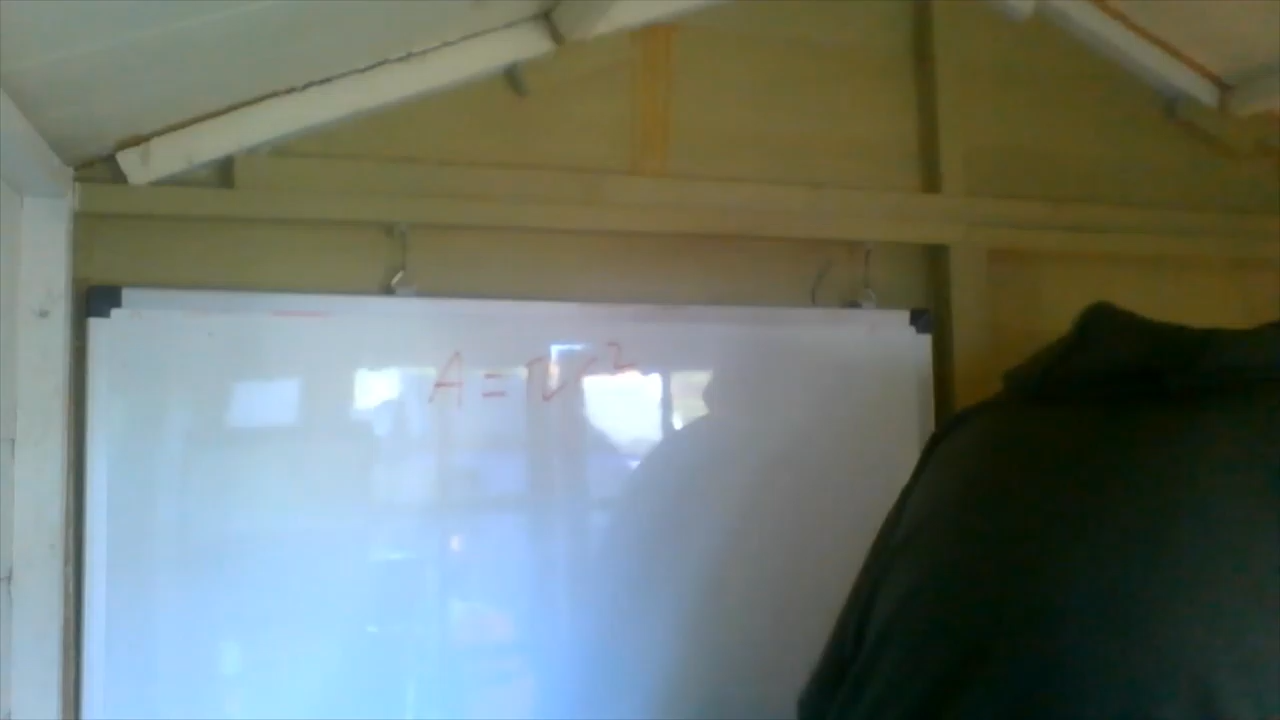 A = πr²